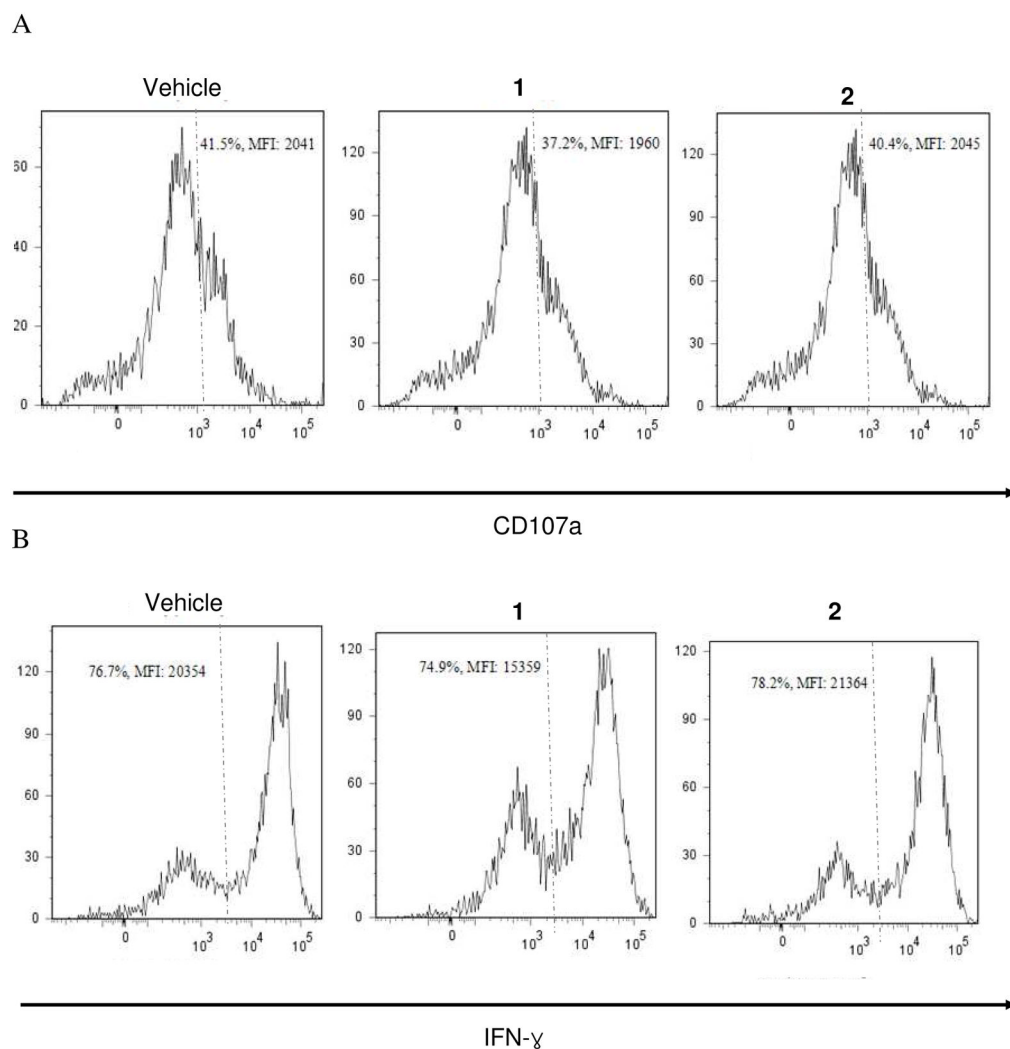 A
Vehicle 1 2
41.5%, MFI: 2041 37.2%, MFI: 1960 40.4%, MFI: 2045
60 120 120
90 90
40
60 60
20
30 30
0 0 0
0 10³ 10⁴ 10⁵ 0 10³ 10⁴ 10⁵ 0 10³ 10⁴ 10⁵
CD107a
B
Vehicle 1 2
76.7%, MFI: 20354 74.9%, MFI: 15359 78.2%, MFI: 21364
120 120 120
90 90 90
60 60 60
30 30 30
0 0 0
0 10³ 10⁴ 10⁵ 0 10³ 10⁴ 10⁵ 0 10³ 10⁴ 10⁵
IFN-ɣ